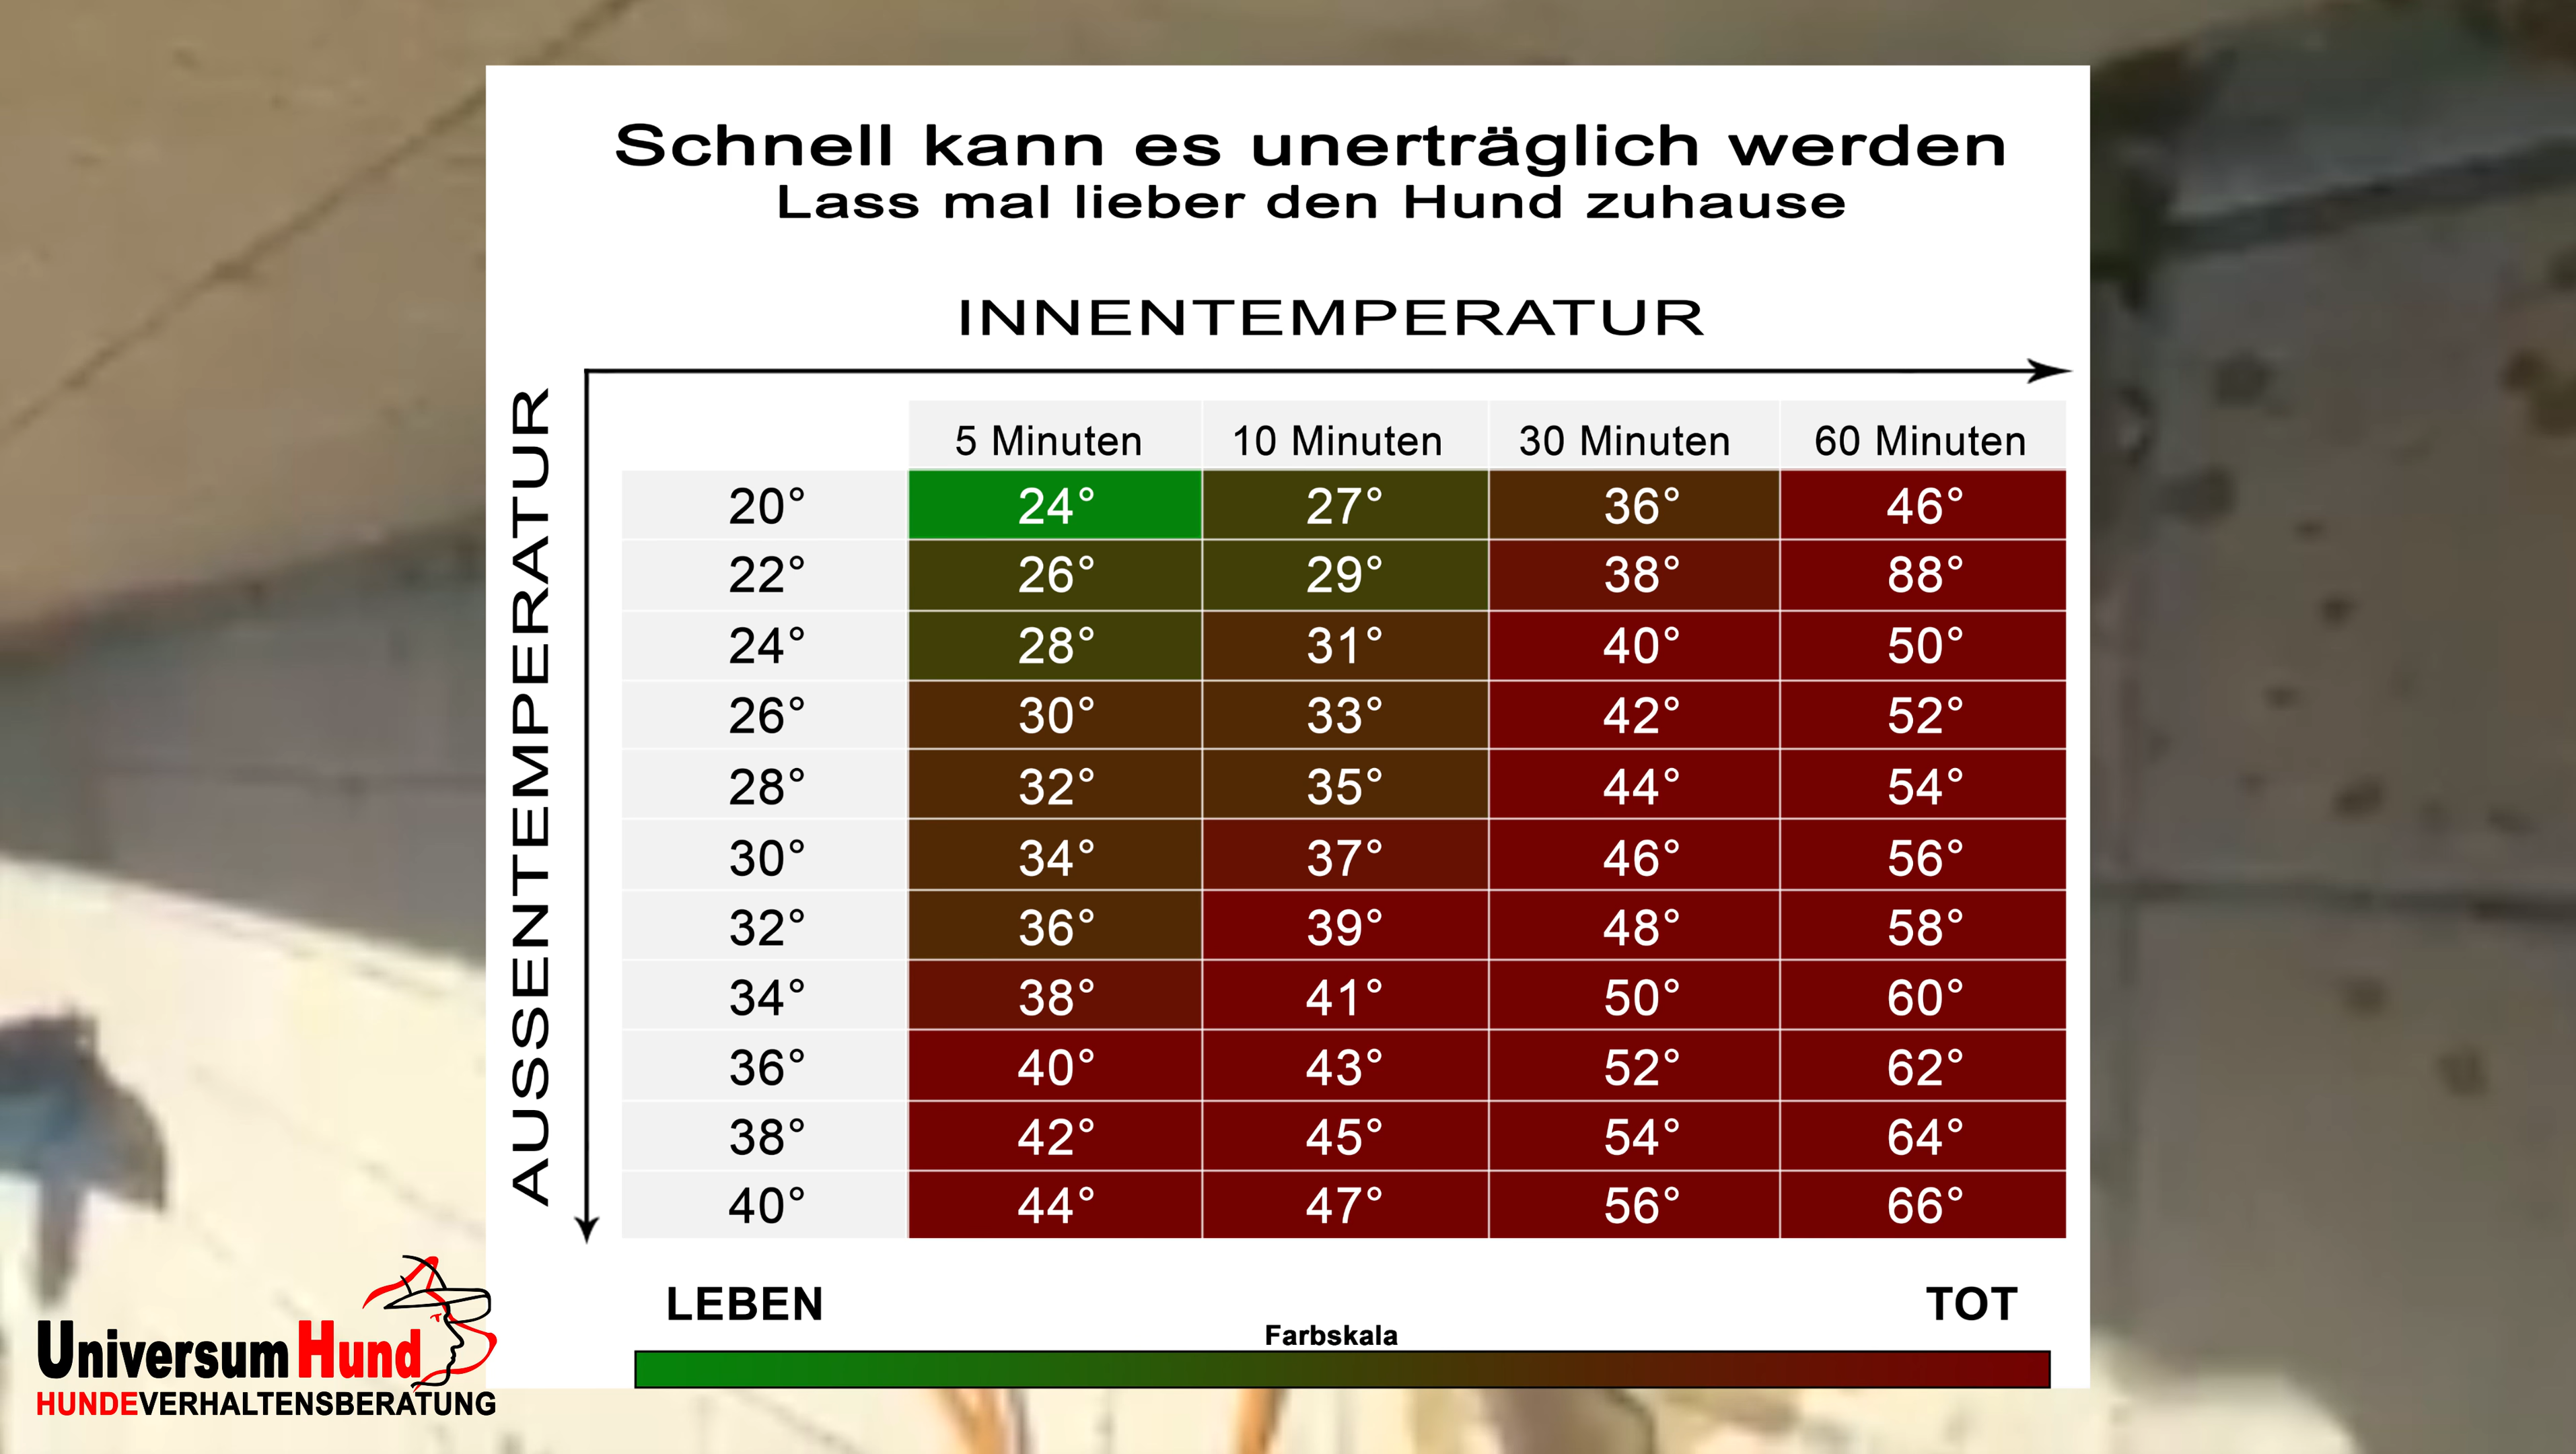 Schnell kann es unerträglich werden
Lass mal lieber den Hund zuhause
INNENTEMPERATUR
AUSSENTEMPERATUR
5 Minuten 10 Minuten 30 Minuten 60 Minuten
20° 24° 27° 36° 46°
22° 26° 29° 38° 88°
24° 28° 31° 40° 50°
26° 30° 33° 42° 52°
28° 32° 35° 44° 54°
30° 34° 37° 46° 56°
32° 36° 39° 48° 58°
34° 38° 41° 50° 60°
36° 40° 43° 52° 62°
38° 42° 45° 54° 64°
40° 44° 47° 56° 66°
LEBEN TOT
Farbskala
Universum Hund
HUNDEVERHALTENSBERATUNG